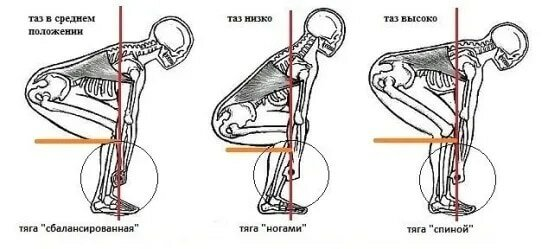 таз в среднем
положении
таз низко
таз высоко
тяга "сбалансированная"
тяга "ногами"
тяга "спиной"